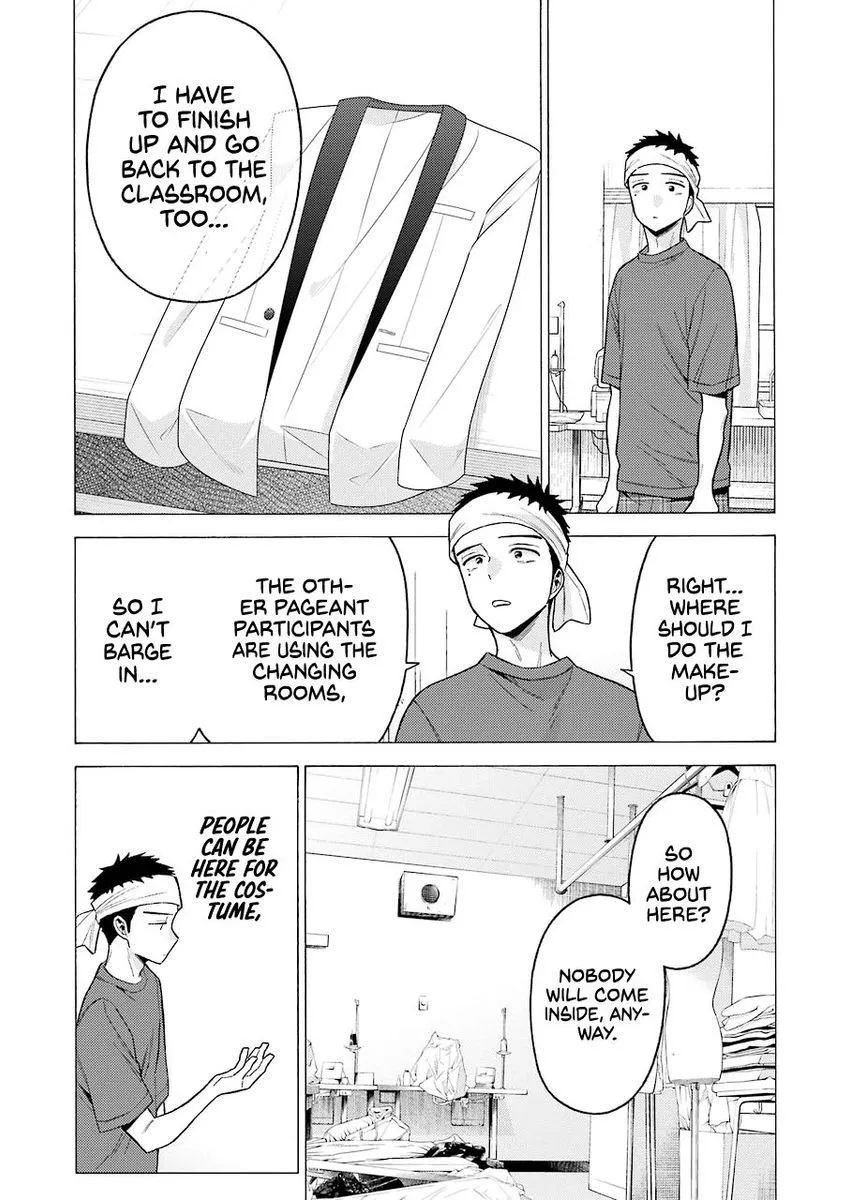 I HAVE
TO FINISH
UP AND GO
BACK TO THE
CLASSROOM,
TOO...
RIGHT...
WHERE
SHOULD I
DO THE
MAKE-
UP?
THE OTH-
ER PAGEANT
PARTICIPANTS
ARE USING THE
CHANGING
ROOMS,
SO I
CAN'T
BARGE
IN...
SO
HOW
ABOUT
HERE?
NOBODY
WILL COME
INSIDE, ANY-
WAY.
PEOPLE
CAN BE
HERE FOR
THE COS-
TUME,